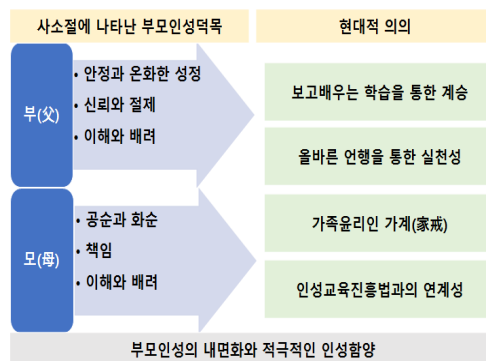 사소절에 나타난 부모인성덕목
현대적 의의
부(父)
• 안정과 온화한 성정
• 신뢰와 절제
• 이해와 배려
모(母)
• 공순과 화순
• 책임
• 이해와 배려
보고배우는 학습을 통한 계승
올바른 언행을 통한 실천성
가족윤리인 가계(家戒)
인성교육진흥법과의 연계성
부모인성의 내면화와 적극적인 인성함양